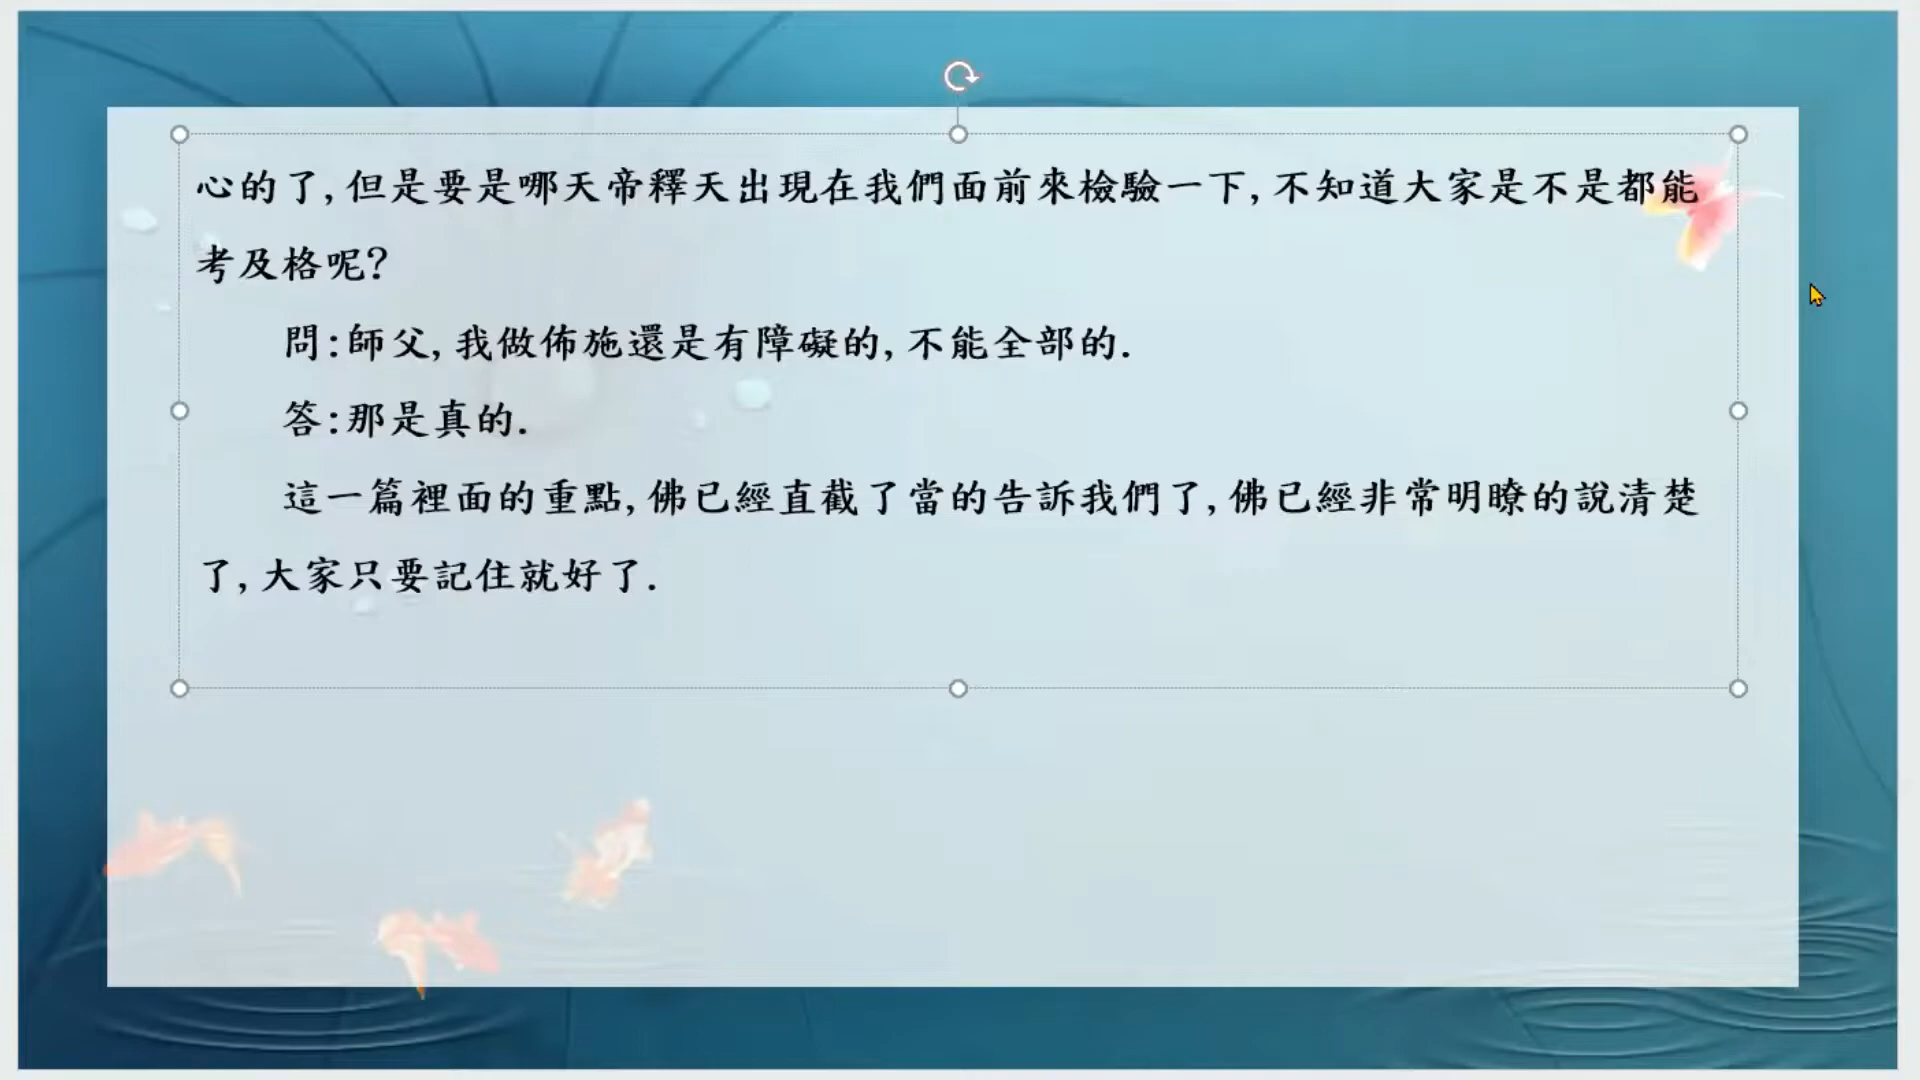 心的了,但是要是哪天帝釋天出現在我們面前來檢驗一下,不知道大家是不是都能
考及格呢?
問:師父,我做佈施還是有障礙的,不能全部的.
答:那是真的.
這一篇裡面的重點,佛已經直截了當的告訴我們了,佛已經非常明瞭的說清楚
了,大家只要記住就好了.